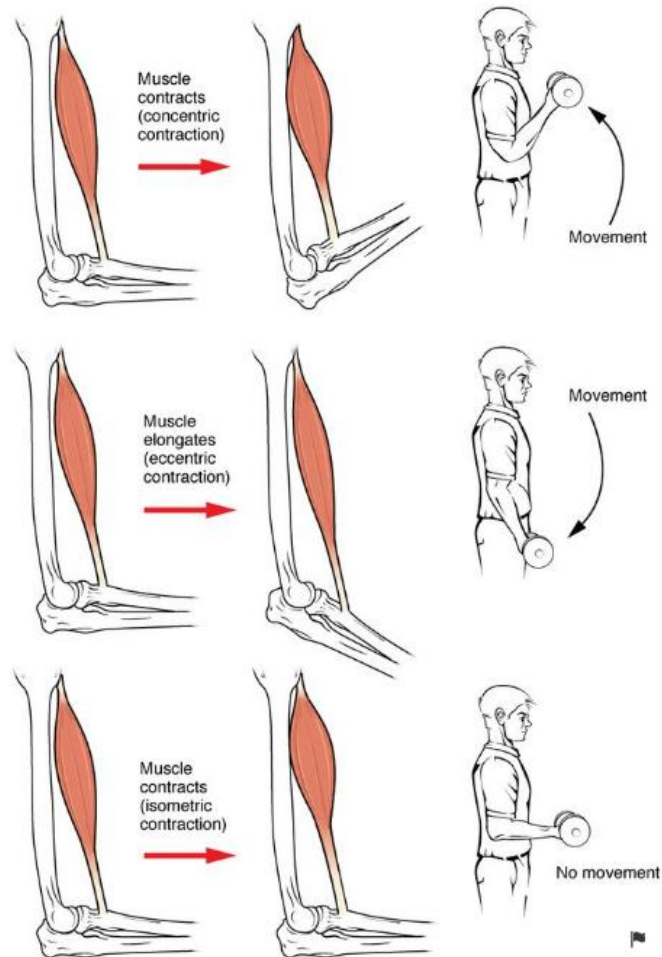 Muscle
contracts
(concentric
contraction)
Movement
Muscle
elongates
(eccentric
contraction)
Movement
Muscle
contracts
(isometric
contraction)
No movement